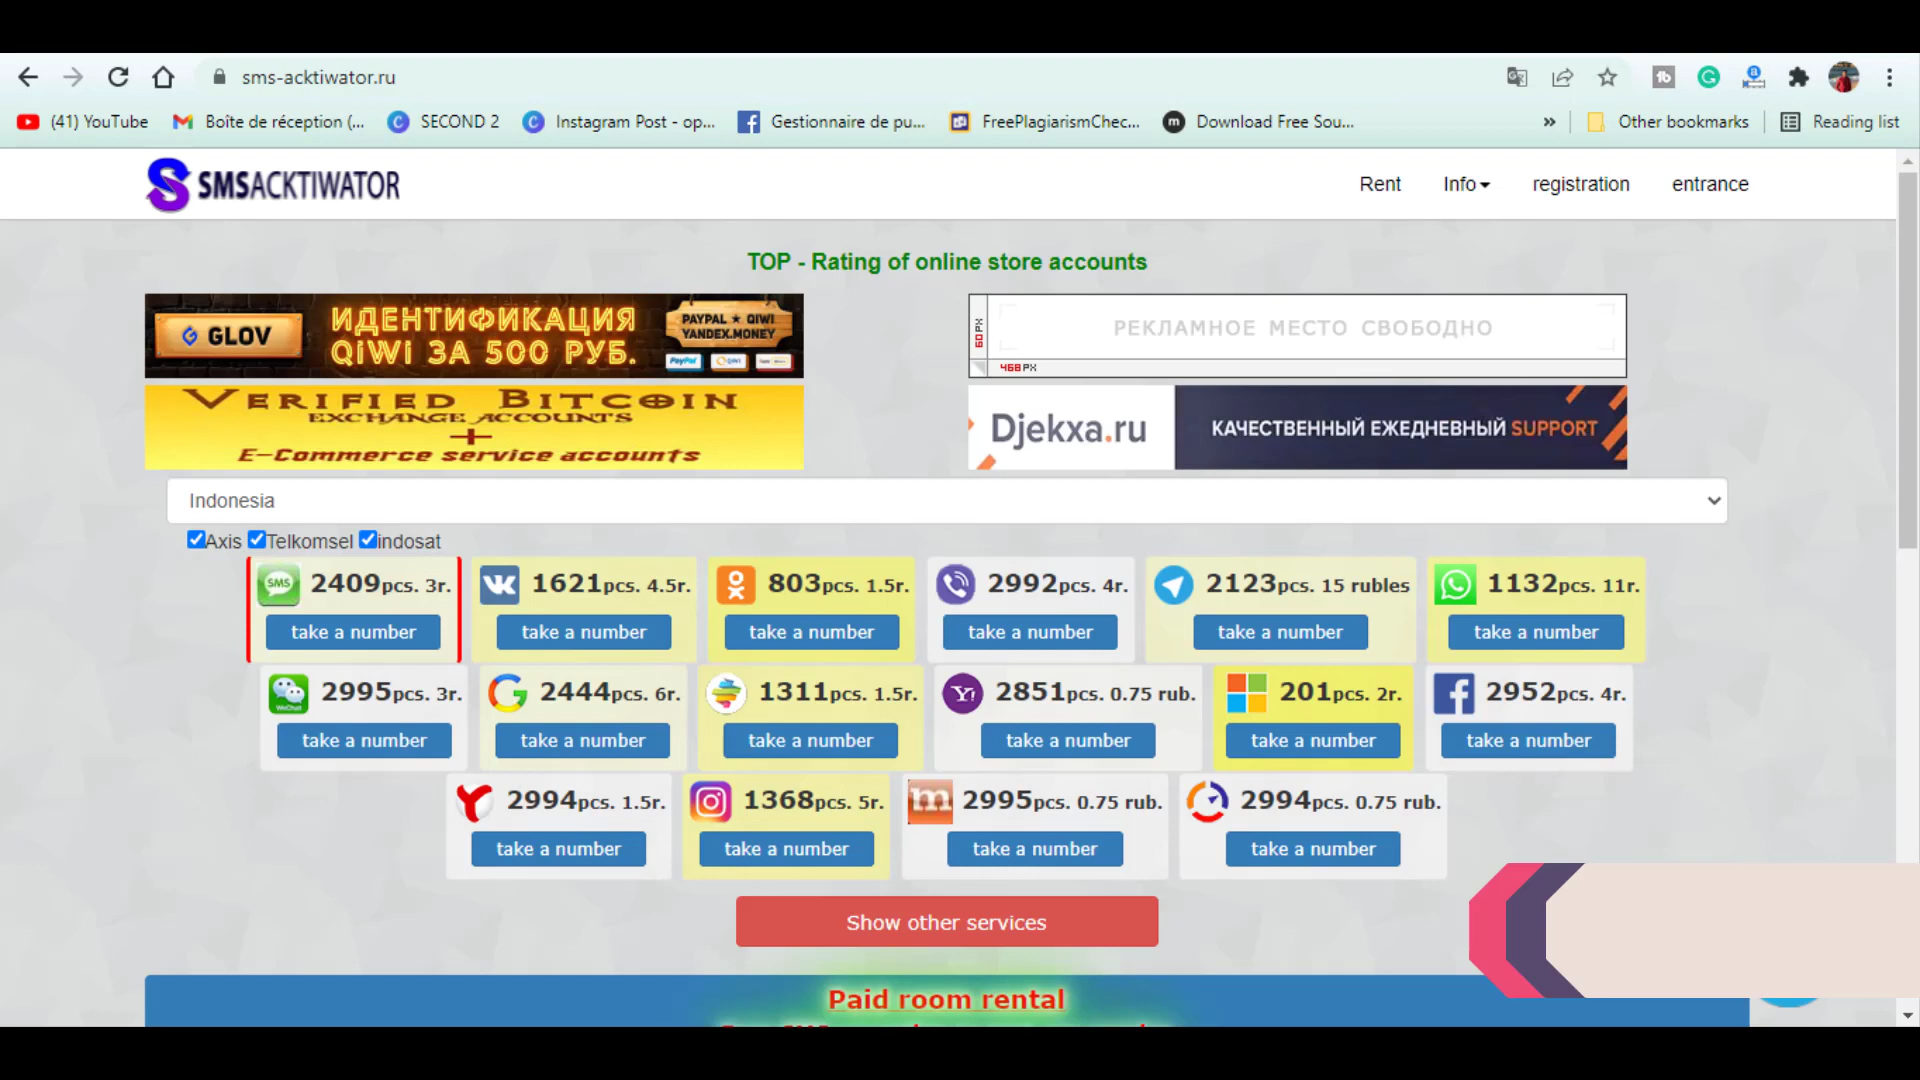 sms-acktiwator.ru
(41) YouTube
Boîte de réception (...
SECOND 2
Instagram Post - op...
Gestionnaire de pu...
FreePlagiarismChec...
Download Free Sou...
»
Other bookmarks
Reading list
SMSACKTIWATOR
Rent
Info
registration
entrance
TOP - Rating of online store accounts
GLOV
ИДЕНТИФИКАЦИЯ
QIWI ЗА 500 РУБ.
PAYPAL ★ QIWI
YANDEX.MONEY
PayPal
QIWI
60PX
РЕКЛАМНОЕ МЕСТО СВОБОДНО
468PX
VERIFIED BITCOIN
EXCHANGE ACCOUNTS
+
E-Commerce service accounts
Djekxa.ru
КАЧЕСТВЕННЫЙ ЕЖЕДНЕВНЫЙ SUPPORT
Indonesia
Axis Telkomsel indosat
SMS 2409pcs. 3r.
take a number
1621pcs. 4.5r.
take a number
803pcs. 1.5r.
take a number
2992pcs. 4r.
take a number
2123pcs. 15 rubles
take a number
1132pcs. 11r.
take a number
WeChat 2995pcs. 3r.
take a number
2444pcs. 6r.
take a number
1311pcs. 1.5r.
take a number
2851pcs. 0.75 rub.
take a number
201pcs. 2r.
take a number
2952pcs. 4r.
take a number
2994pcs. 1.5r.
take a number
1368pcs. 5r.
take a number
2995pcs. 0.75 rub.
take a number
2994pcs. 0.75 rub.
take a number
Show other services
Paid room rental